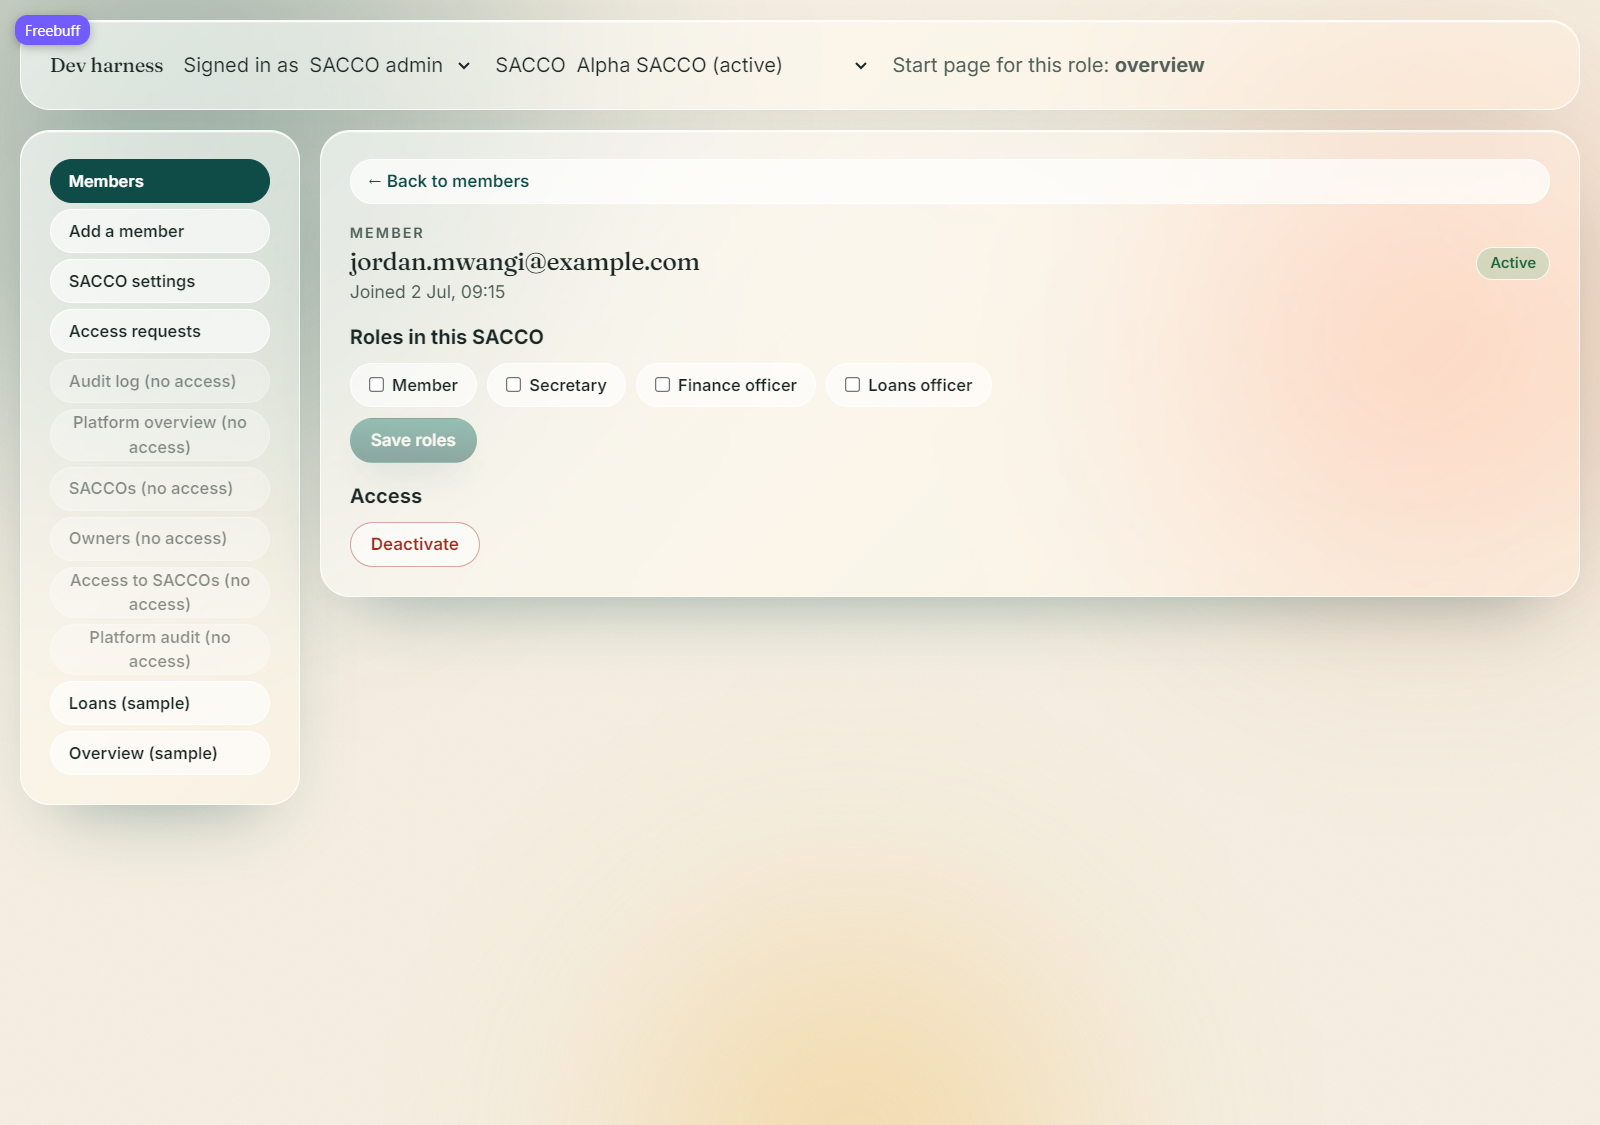 Freebuff
Dev harness Signed in as SACCO admin SACCO Alpha SACCO (active) Start page for this role: overview
Members
Add a member
SACCO settings
Access requests
Audit log (no access)
Platform overview (no
access)
SACCOs (no access)
Owners (no access)
Access to SACCOs (no
access)
Platform audit (no
access)
Loans (sample)
Overview (sample)
← Back to members
MEMBER
jordan.mwangi@example.com
Active
Joined 2 Jul, 09:15
Roles in this SACCO
Member Secretary Finance officer Loans officer
Save roles
Access
Deactivate